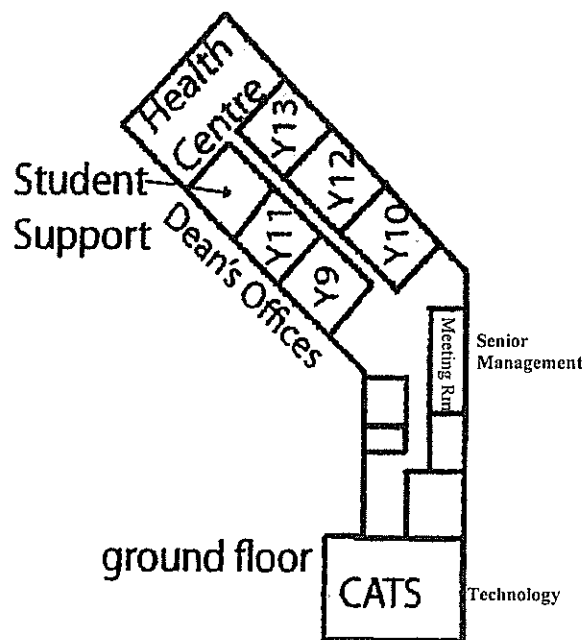 Health
Centre
Y13
Y12
Y10
Student
Support
Y11
Y9
Dean's Offices
Meeting Rm
Senior
Management
ground floor
CATS
Technology